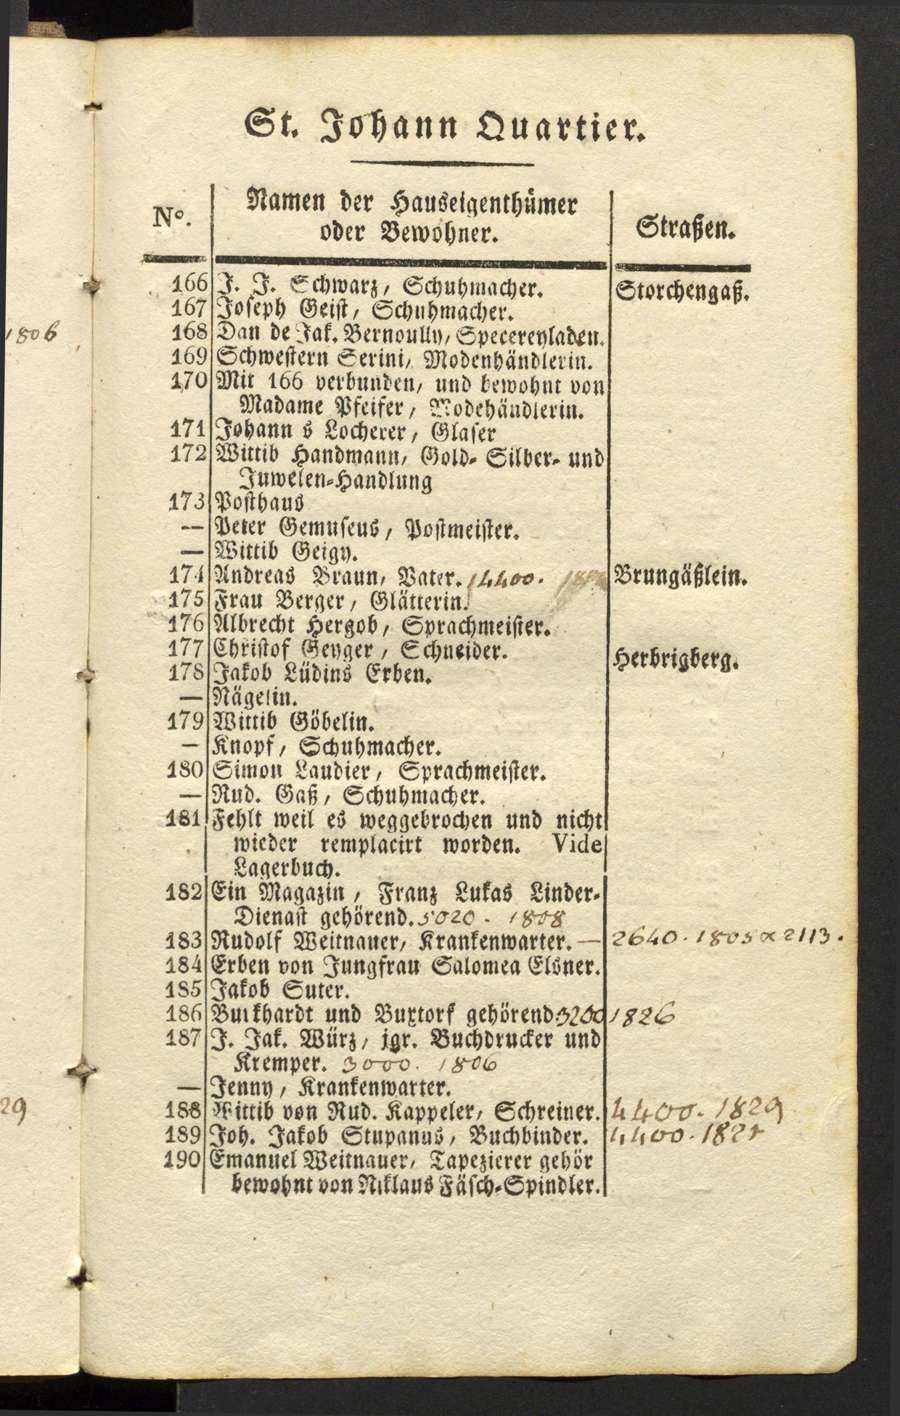 St. Johann Quartier.
No. Namen der Hauseigenthümer oder Bewohner. Straßen.
166 J. J. Schwarz, Schuhmacher. Storchengaß.
167 Joseph Geist, Schuhmacher.
1806
168 Dan de Jak. Bernoully, Specereyladen.
169 Schwestern Serini, Modenhändlerin.
170 Mit 166 verbunden, und bewohnt von
Madame Pfeifer, Modehändlerin.
171 Johann s Locherer, Glaser
172 Wittib Handmann, Gold- Silber- und
Juwelen-Handlung
173 Posthaus
— Peter Gemuseus, Postmeister.
— Wittib Geigy.
174 Andreas Braun, Vater. 14400. Brungäßlein.
175 Frau Berger, Glätterin.
176 Albrecht Hergob, Sprachmeister.
177 Christof Geyger, Schneider.
Herbrigberg.
178 Jakob Lüdins Erben.
— Nägelin.
179 Wittib Göbelin.
— Knopf, Schuhmacher.
180 Simon Laudier, Sprachmeister.
— Rud. Gaß, Schuhmacher.
181 Fehlt weil es weggebrochen und nicht
wieder remplacirt worden. Vide
Lagerbuch.
182 Ein Magazin, Franz Lukas Linder-
Dienast gehörend. 5020. 1808
183 Rudolf Weitnauer, Krankenwarter. — 2640. 1805 2113.
184 Erben von Jungfrau Salomea Elsner.
185 Jakob Suter.
186 Burkhardt und Buxtorf gehörend 3200 1826
187 J. Jak. Würz, jgr. Buchdrucker und
Kremper. 3000. 1806
— Jenny, Krankenwarter.
29
188 Wittib von Rud. Kappeler, Schreiner. 4400. 1829
189 Joh. Jakob Stupanus, Buchbinder. 4400.
190 Emanuel Weitnauer, Tapezierer gehör
bewohnt von Niklaus Fäsch-Spindler.